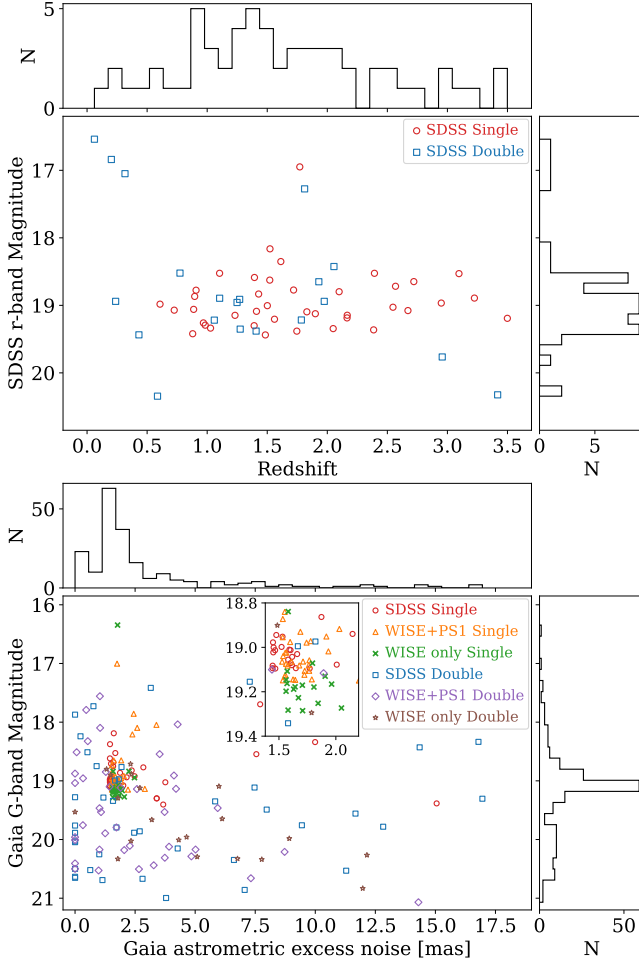 5
0
N
SDSS Single
SDSS Double
17
18
19
20
SDSS r-band Magnitude
0.0 0.5 1.0 1.5 2.0 2.5 3.0 3.5
Redshift
0 5
N
50
0
N
SDSS Single
WISE+PS1 Single
WISE only Single
SDSS Double
WISE+PS1 Double
WISE only Double
18.8
19.0
19.2
19.4
1.5 2.0
16
17
18
19
20
21
Gaia G-band Magnitude
0.0 2.5 5.0 7.5 10.0 12.5 15.0 17.5
Gaia astrometric excess noise [mas]
0 50
N